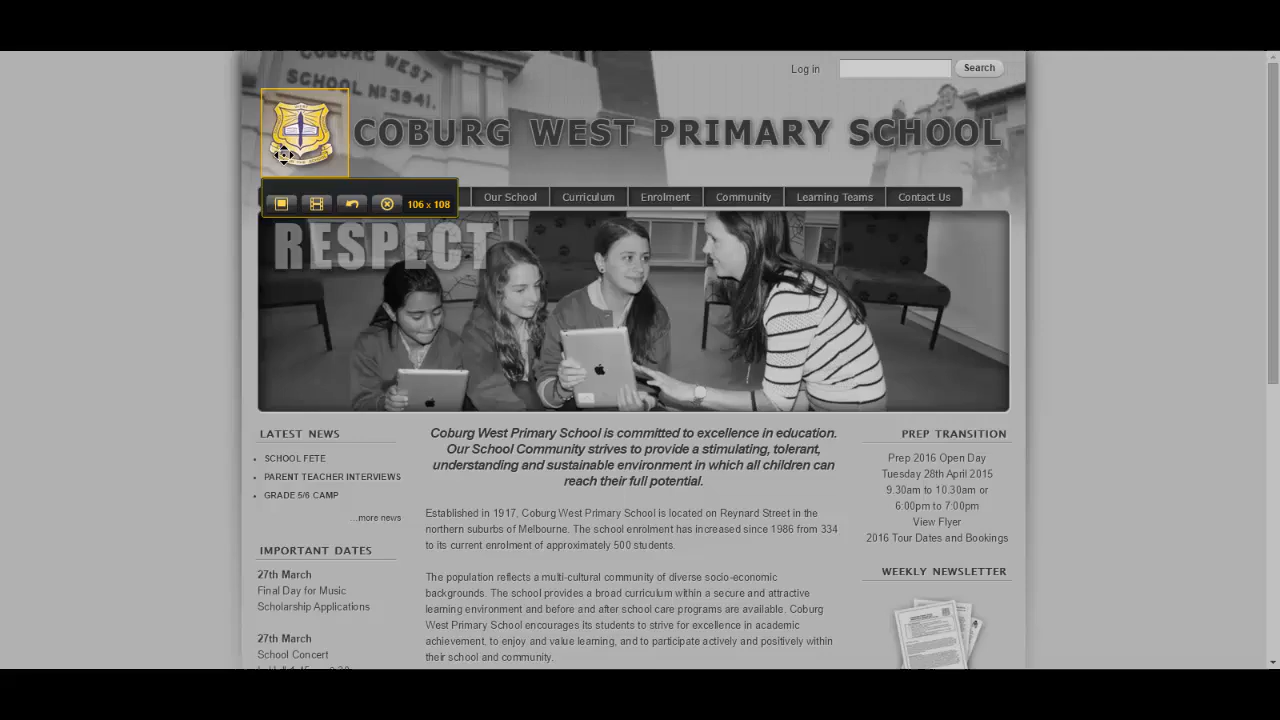 COBURG WEST
SCHOOL Nº 3941.
Log in
Search
COBURG WEST PRIMARY SCHOOL
106 x 108
Our School
Curriculum
Enrolment
Community
Learning Teams
Contact Us
RESPECT
LATEST NEWS
SCHOOL FETE
PARENT TEACHER INTERVIEWS
GRADE 5/6 CAMP
...more news
IMPORTANT DATES
27th March
Final Day for Music
Scholarship Applications
27th March
School Concert
Coburg West Primary School is committed to excellence in education.
Our School Community strives to provide a stimulating, tolerant,
understanding and sustainable environment in which all children can
reach their full potential.
Established in 1917, Coburg West Primary School is located on Reynard Street in the
northern suburbs of Melbourne. The school enrolment has increased since 1986 from 334
to its current enrolment of approximately 500 students.
The population reflects a multi-cultural community of diverse socio-economic
backgrounds. The school provides a broad curriculum within a secure and attractive
learning environment and before and after school care programs are available. Coburg
West Primary School encourages its students to strive for excellence in academic
achievement, to enjoy and value learning, and to participate actively and positively within
their school and community.
PREP TRANSITION
Prep 2016 Open Day
Tuesday 28th April 2015
9.30am to 10.30am or
6:00pm to 7:00pm
View Flyer
2016 Tour Dates and Bookings
WEEKLY NEWSLETTER